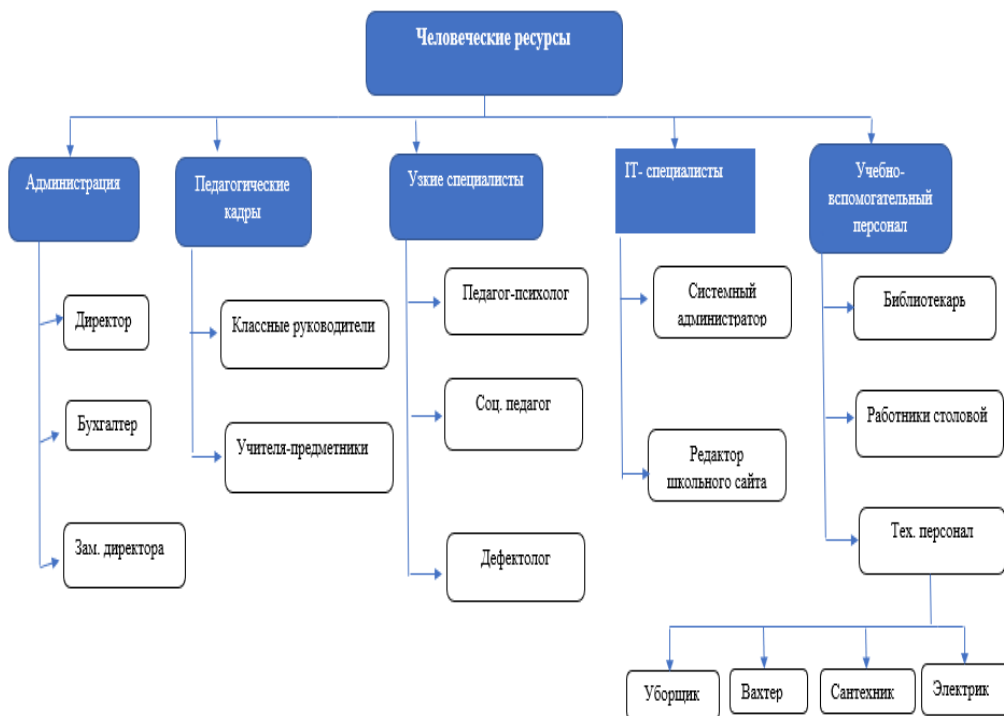 Человеческие ресурсы
Администрация
Педагогические
кадры
Узкие специалисты
IT- специалисты
Учебно-
вспомогательный
персонал
Директор
Бухгалтер
Зам. директора
Классные руководители
Учителя-предметники
Педагог-психолог
Соц. педагог
Дефектолог
Системный
администратор
Редактор
школьного сайта
Библиотекарь
Работники столовой
Тех. персонал
Уборщик
Вахтер
Сантехник
Электрик